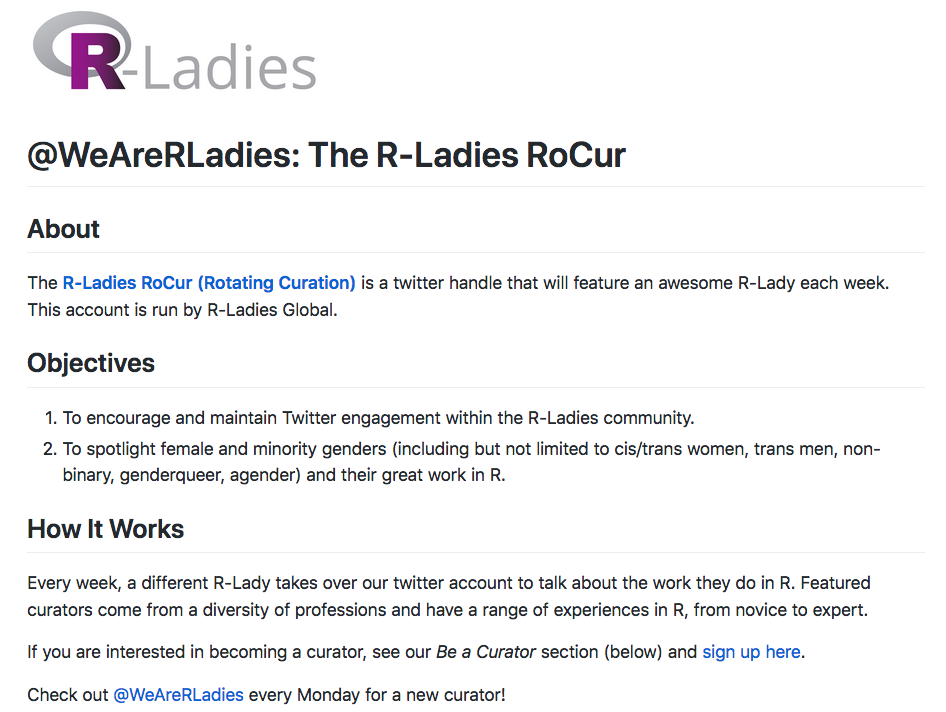 R-Ladies
@WeAreRLadies: The R-Ladies RoCur
About
The R-Ladies RoCur (Rotating Curation) is a twitter handle that will feature an awesome R-Lady each week.
This account is run by R-Ladies Global.
Objectives
1. To encourage and maintain Twitter engagement within the R-Ladies community.
2. To spotlight female and minority genders (including but not limited to cis/trans women, trans men, non-
binary, genderqueer, agender) and their great work in R.
How It Works
Every week, a different R-Lady takes over our twitter account to talk about the work they do in R. Featured
curators come from a diversity of professions and have a range of experiences in R, from novice to expert.
If you are interested in becoming a curator, see our Be a Curator section (below) and sign up here.
Check out @WeAreRLadies every Monday for a new curator!